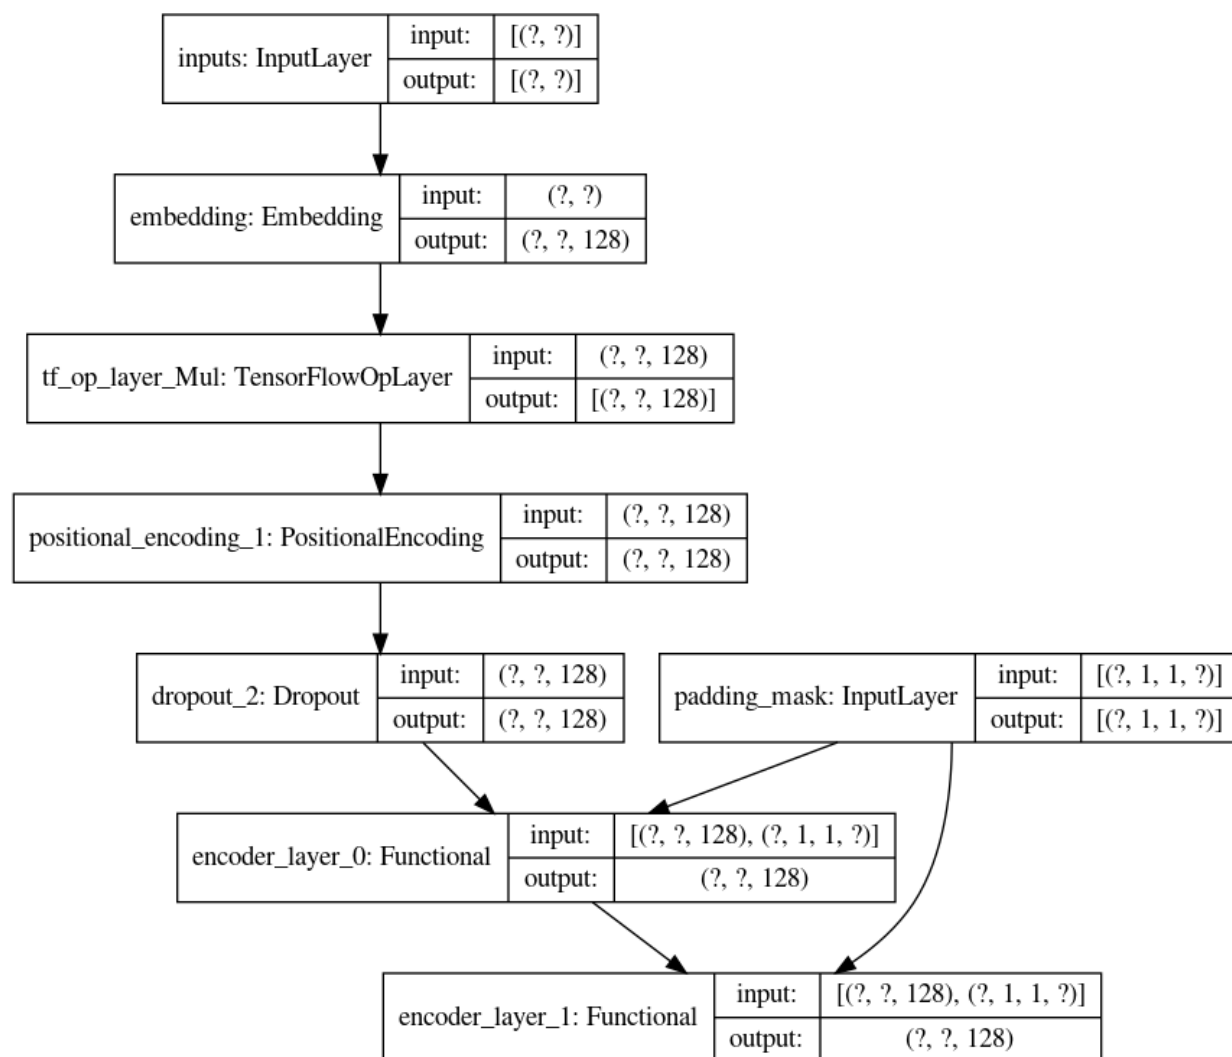 inputs: InputLayer
input: [(?, ?)]
output: [(?, ?)]
embedding: Embedding
input: (?, ?)
output: (?, ?, 128)
tf_op_layer_Mul: TensorFlowOpLayer
input: (?, ?, 128)
output: [(?, ?, 128)]
positional_encoding_1: PositionalEncoding
input: (?, ?, 128)
output: (?, ?, 128)
dropout_2: Dropout
input: (?, ?, 128)
output: (?, ?, 128)
padding_mask: InputLayer
input: [(?, 1, 1, ?)]
output: [(?, 1, 1, ?)]
encoder_layer_0: Functional
input: [(?, ?, 128), (?, 1, 1, ?)]
output: (?, ?, 128)
encoder_layer_1: Functional
input: [(?, ?, 128), (?, 1, 1, ?)]
output: (?, ?, 128)